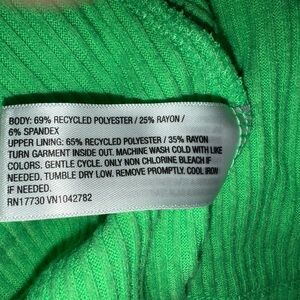 BODY: 69% RECYCLED POLYESTER / 25% RAYON /
6% SPANDEX
UPPER LINING: 65% RECYCLED POLYESTER / 35% RAYON
TURN GARMENT INSIDE OUT. MACHINE WASH COLD WITH LIKE
COLORS. GENTLE CYCLE. ONLY NON CHLORINE BLEACH IF
NEEDED. TUMBLE DRY LOW. REMOVE PROMPTLY. COOL IRON
IF NEEDED.
RN17730 VN1042782